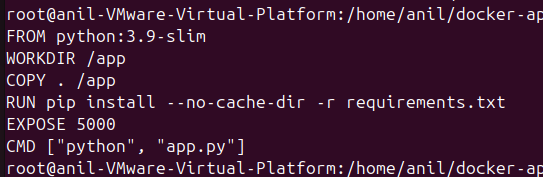 root@anil-VMware-Virtual-Platform:/home/anil/docker-ap
FROM python:3.9-slim
WORKDIR /app
COPY . /app
RUN pip install --no-cache-dir -r requirements.txt
EXPOSE 5000
CMD ["python", "app.py"]
root@anil-VMware-Virtual-Platform:/home/anil/docker-ap